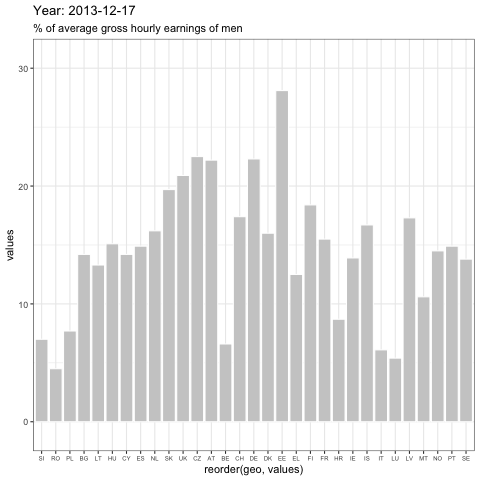 Year: 2013-12-17
% of average gross hourly earnings of men
30
20
10
0
values
SI RO PL BG LT HU CY ES NL SK UK CZ AT BE CH DE DK EE EL FI FR HR IE IS IT LU LV MT NO PT SE
reorder(geo, values)